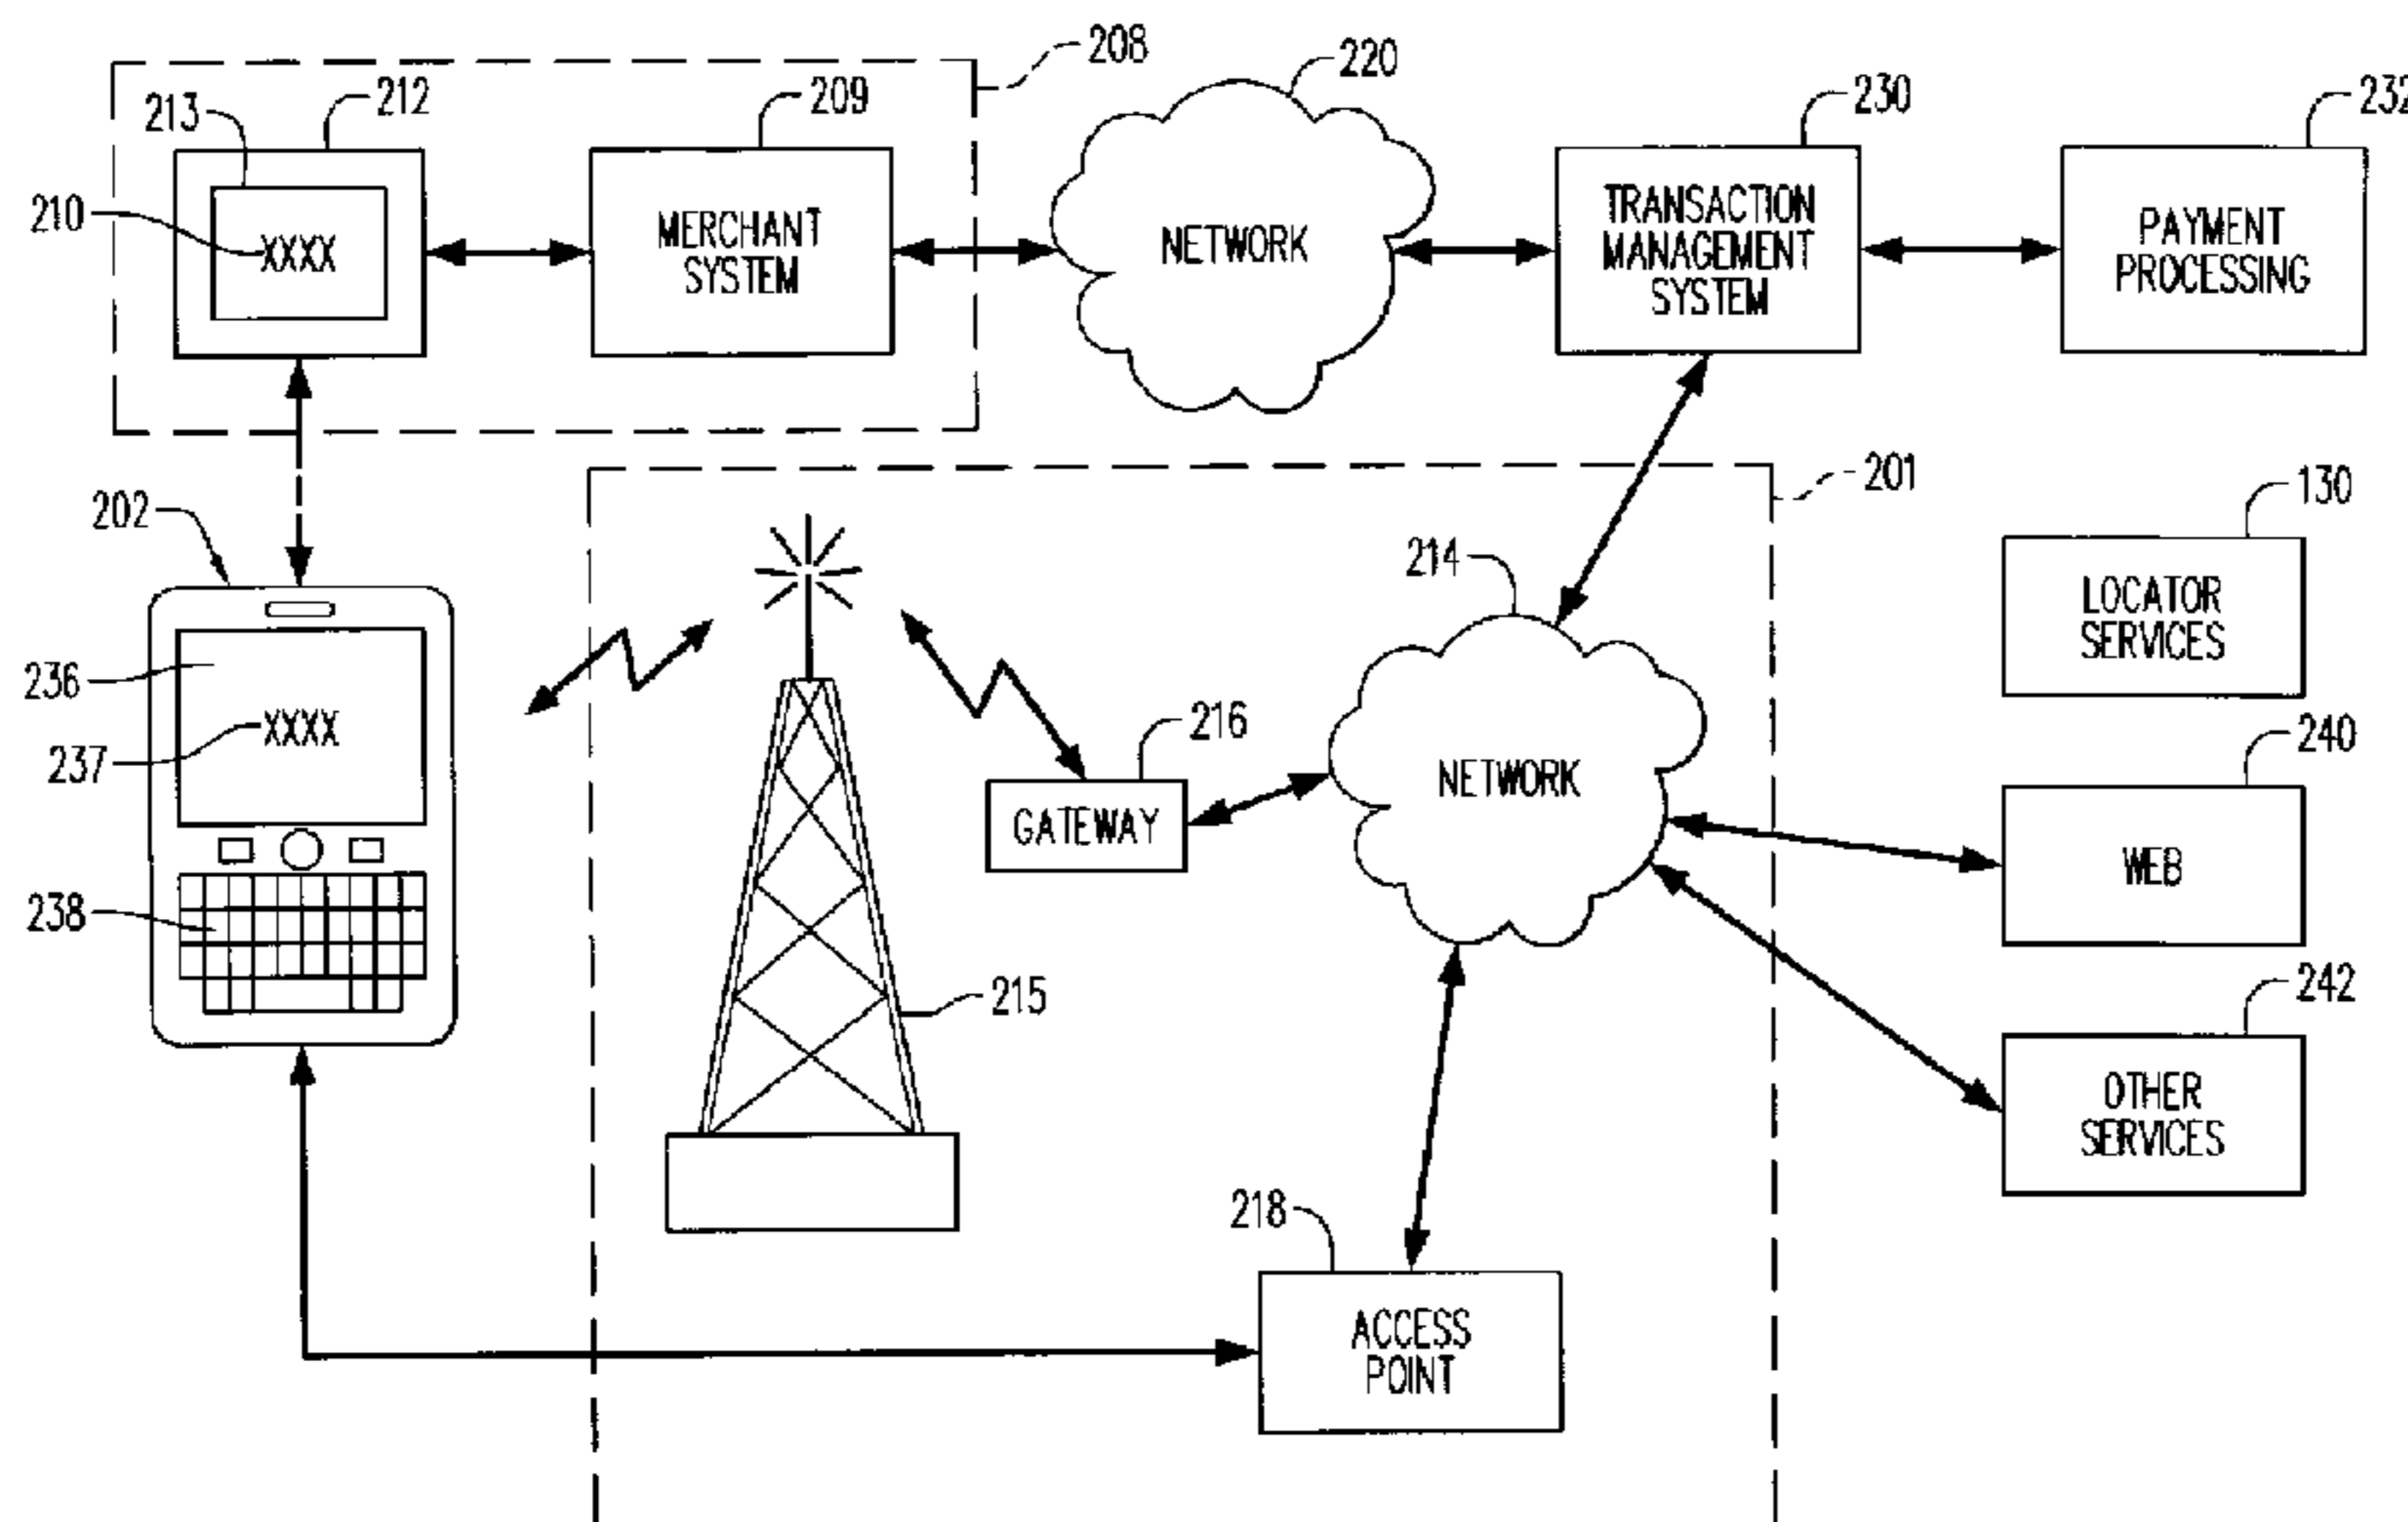 208
220
213
212
209
230
232
210
XXXX
MERCHANT
SYSTEM
NETWORK
TRANSACTION
MANAGEMENT
SYSTEM
PAYMENT
PROCESSING
201
202
130
214
LOCATOR
SERVICES
236
237
XXXX
216
GATEWAY
NETWORK
240
WEB
238
215
242
OTHER
SERVICES
218
ACCESS
POINT